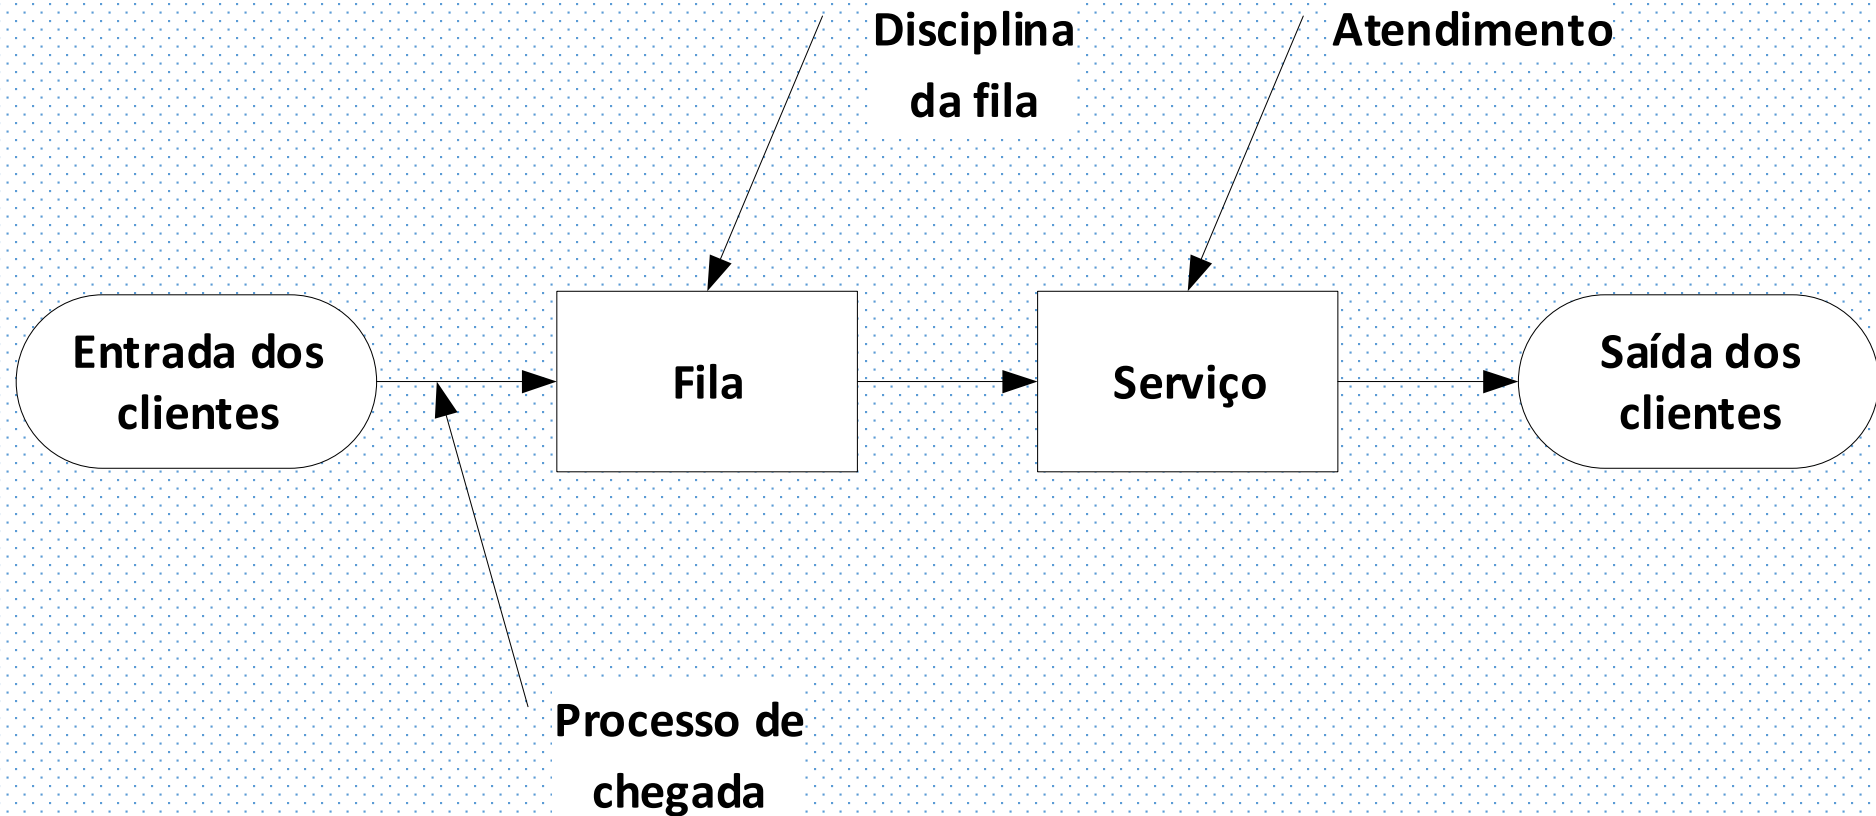 Disciplina
da fila
Atendimento
Entrada dos
clientes
Fila
Serviço
Saída dos
clientes
Processo de
chegada